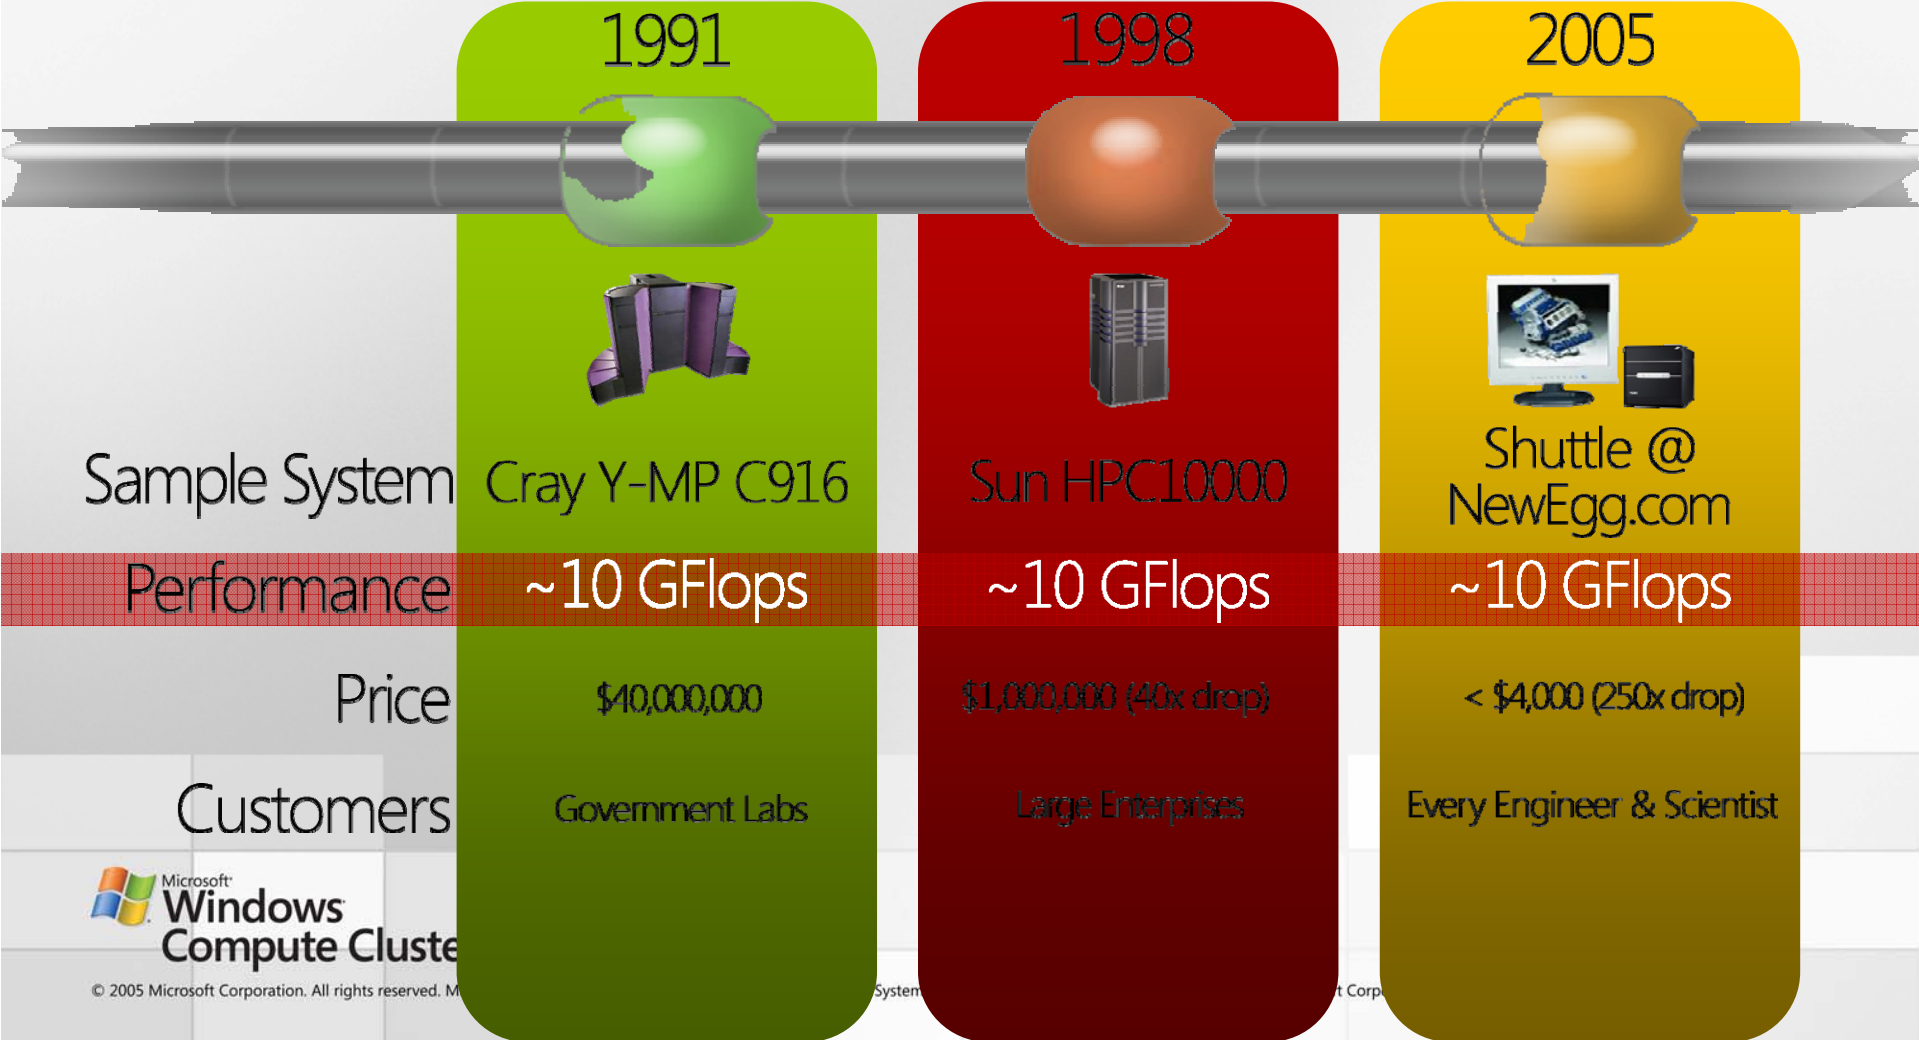 1991 1998 2005
Shuttle @
Sample System Cray Y-MP C916 Sun HPC10000
NewEgg.com
Performance ~10 GFlops ~10 GFlops ~10 GFlops
Price $40,000,000 $1,000,000 (40x drop) < $4,000 (250x drop)
Customers Government Labs Large Enterprises Every Engineer & Scientist
Microsoft
Windows
Compute Cluste
© 2005 Microsoft Corporation. All rights reserved. M System t Corp